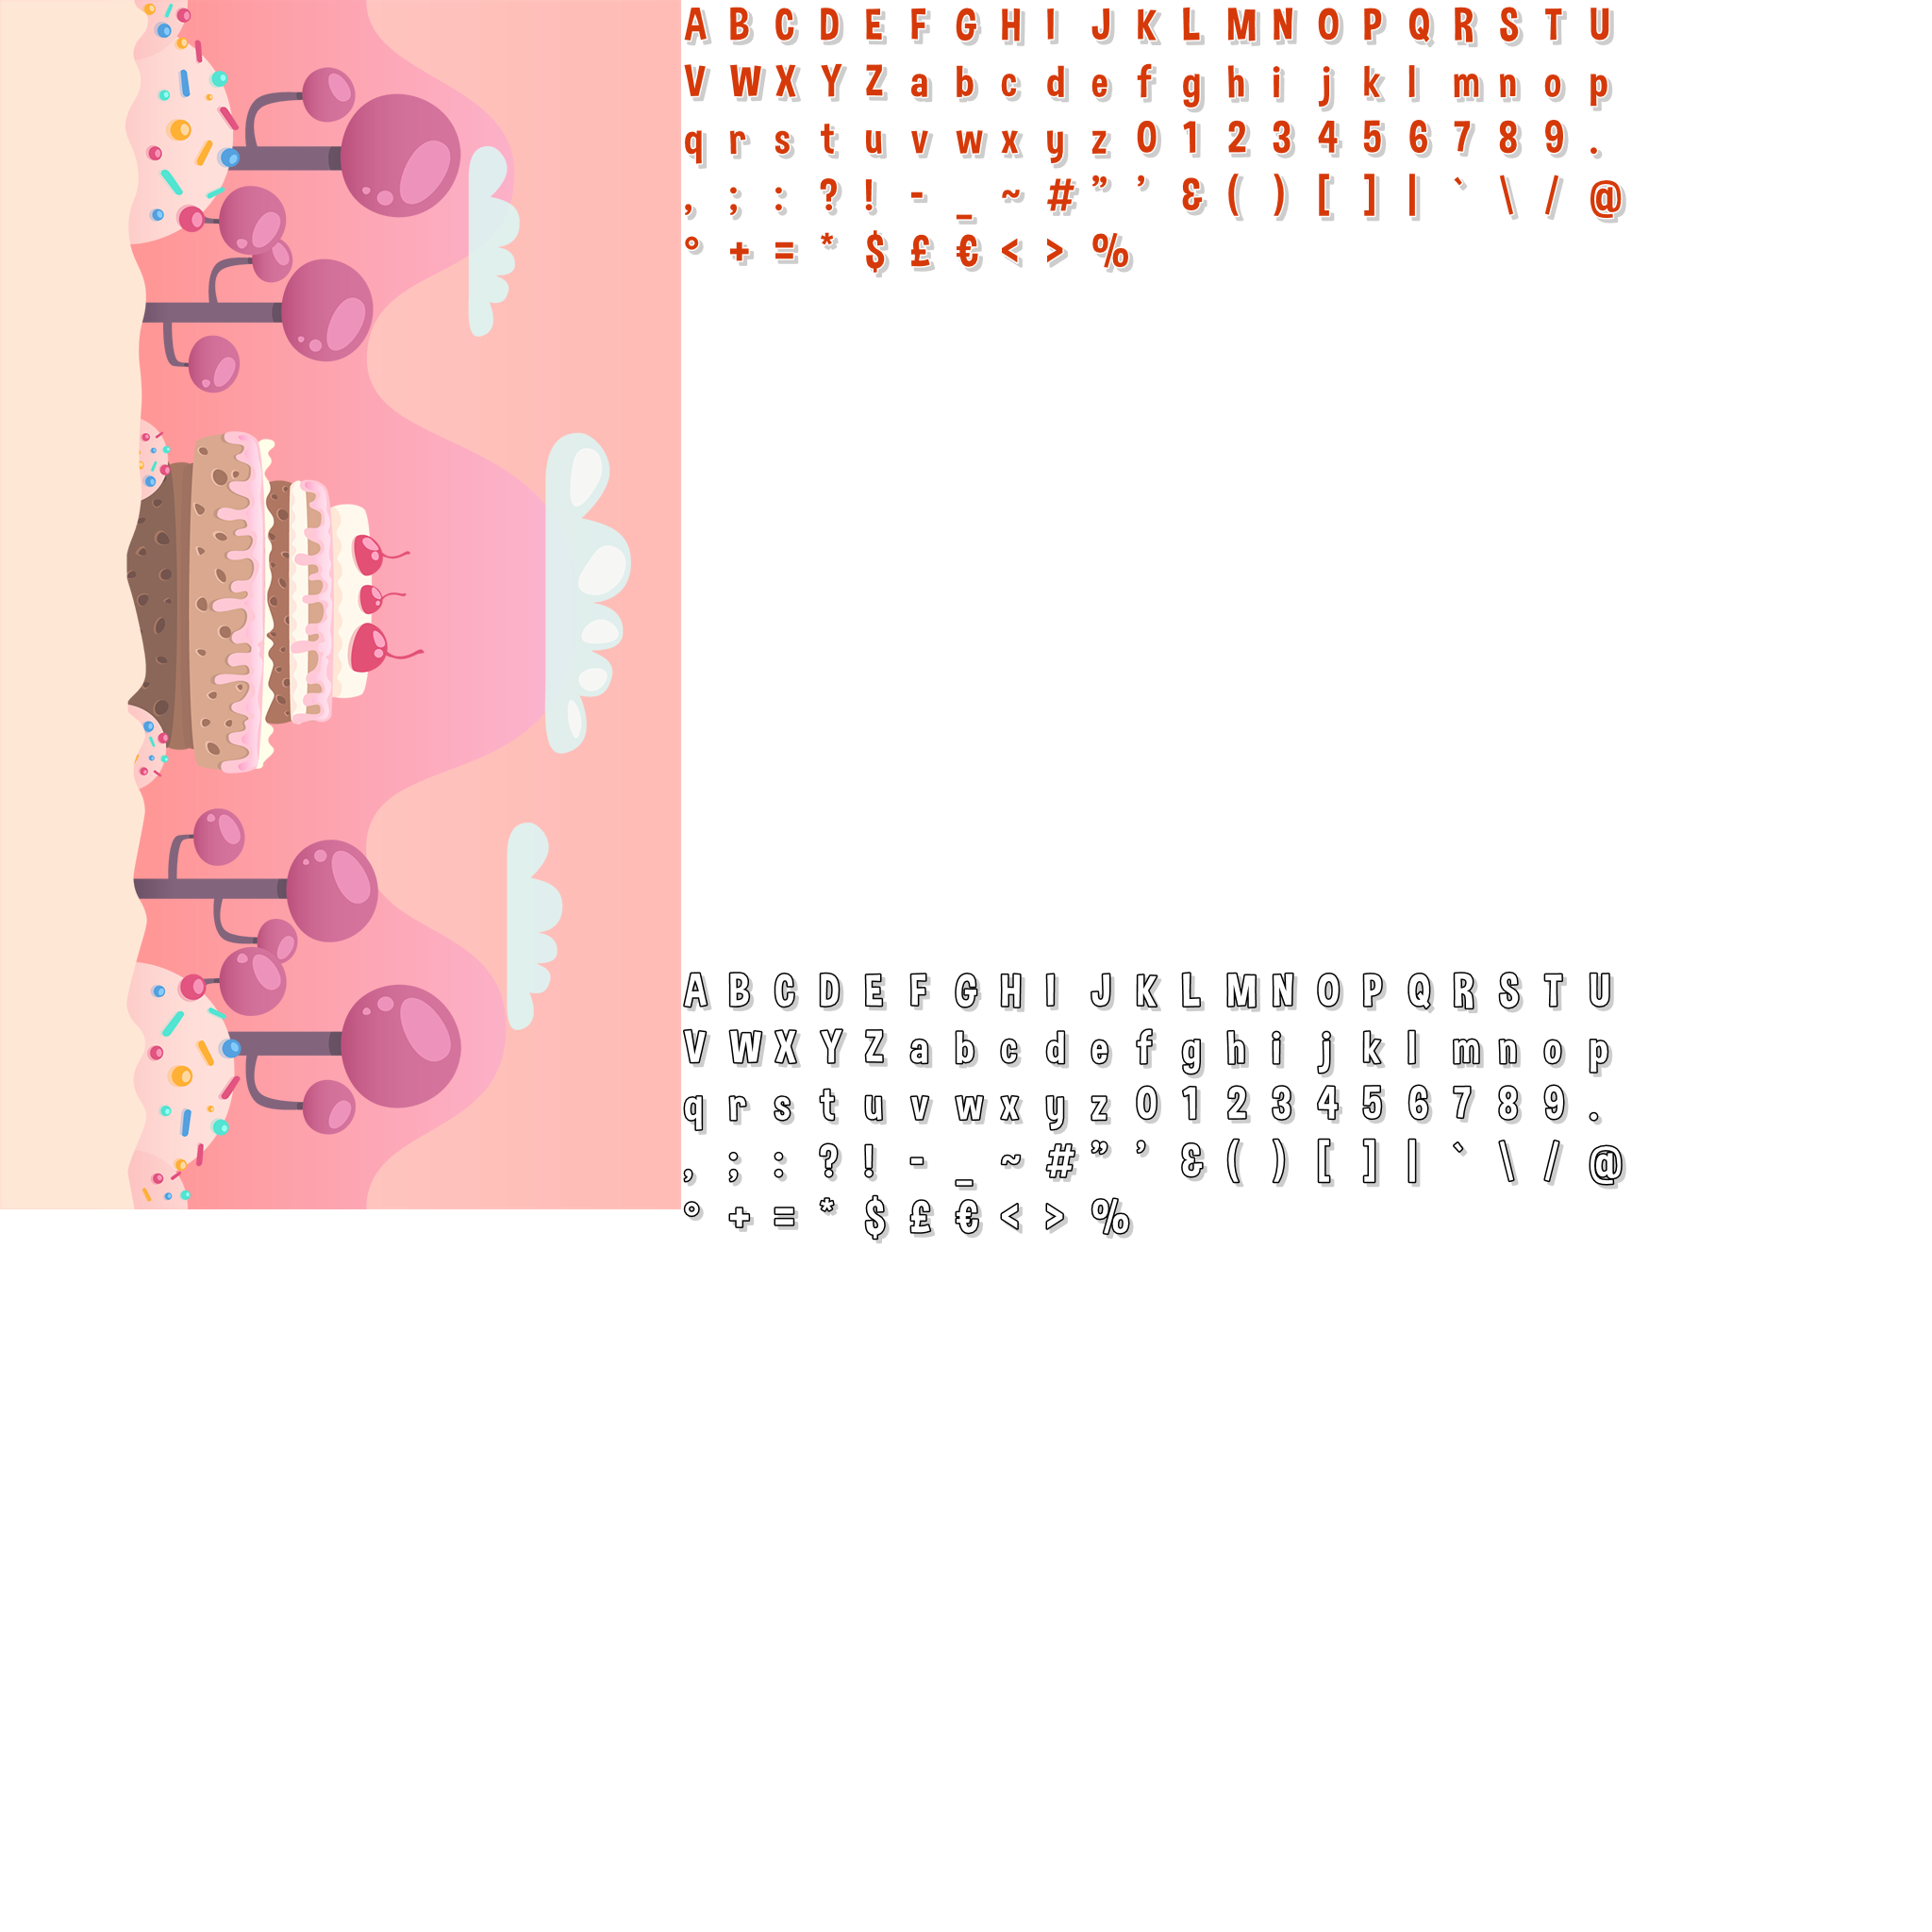 A B C D E F G H I J K L M N O P Q R S T U
V W X Y Z a b c d e f g h i j k l m n o p
q r s t u v w x y z 0 1 2 3 4 5 6 7 8 9 .
, ; : ? ! - _ ~ # ” ’ & ( ) [ ] | ` \ / @
° + = * $ £ € < > %
A B C D E F G H I J K L M N O P Q R S T U
V W X Y Z a b c d e f g h i j k l m n o p
q r s t u v w x y z 0 1 2 3 4 5 6 7 8 9 .
, ; : ? ! - _ ~ # ” ’ & ( ) [ ] | ` \ / @
° + = * $ £ € < > %